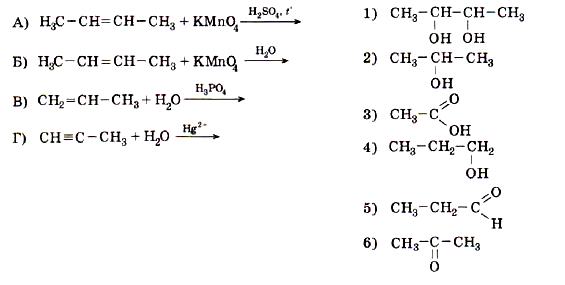 А) H₃C–CH=CH–CH₃ + KMnO₄ —H₂SO₄, t°→
Б) H₃C–CH=CH–CH₃ + KMnO₄ —H₂O→
В) CH₂=CH–CH₃ + H₂O —H₃PO₄→
Г) CH≡C–CH₃ + H₂O —Hg²⁺→
1) CH₃–CH–CH–CH₃
OH OH
2) CH₃–CH–CH₃
OH
3) CH₃–C
O
OH
4) CH₃–CH₂–CH₂
OH
5) CH₃–CH₂–C
O
H
6) CH₃–C–CH₃
O